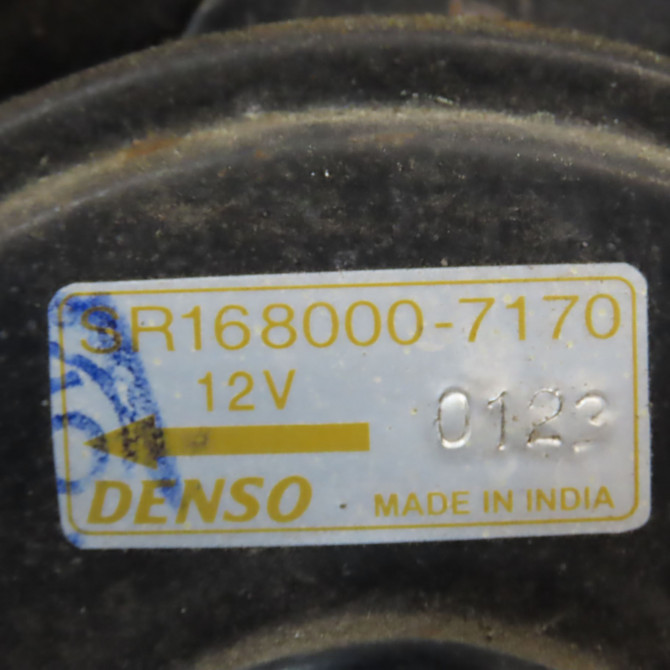 SR168000-7170
12V
0123
DENSO
MADE IN INDIA